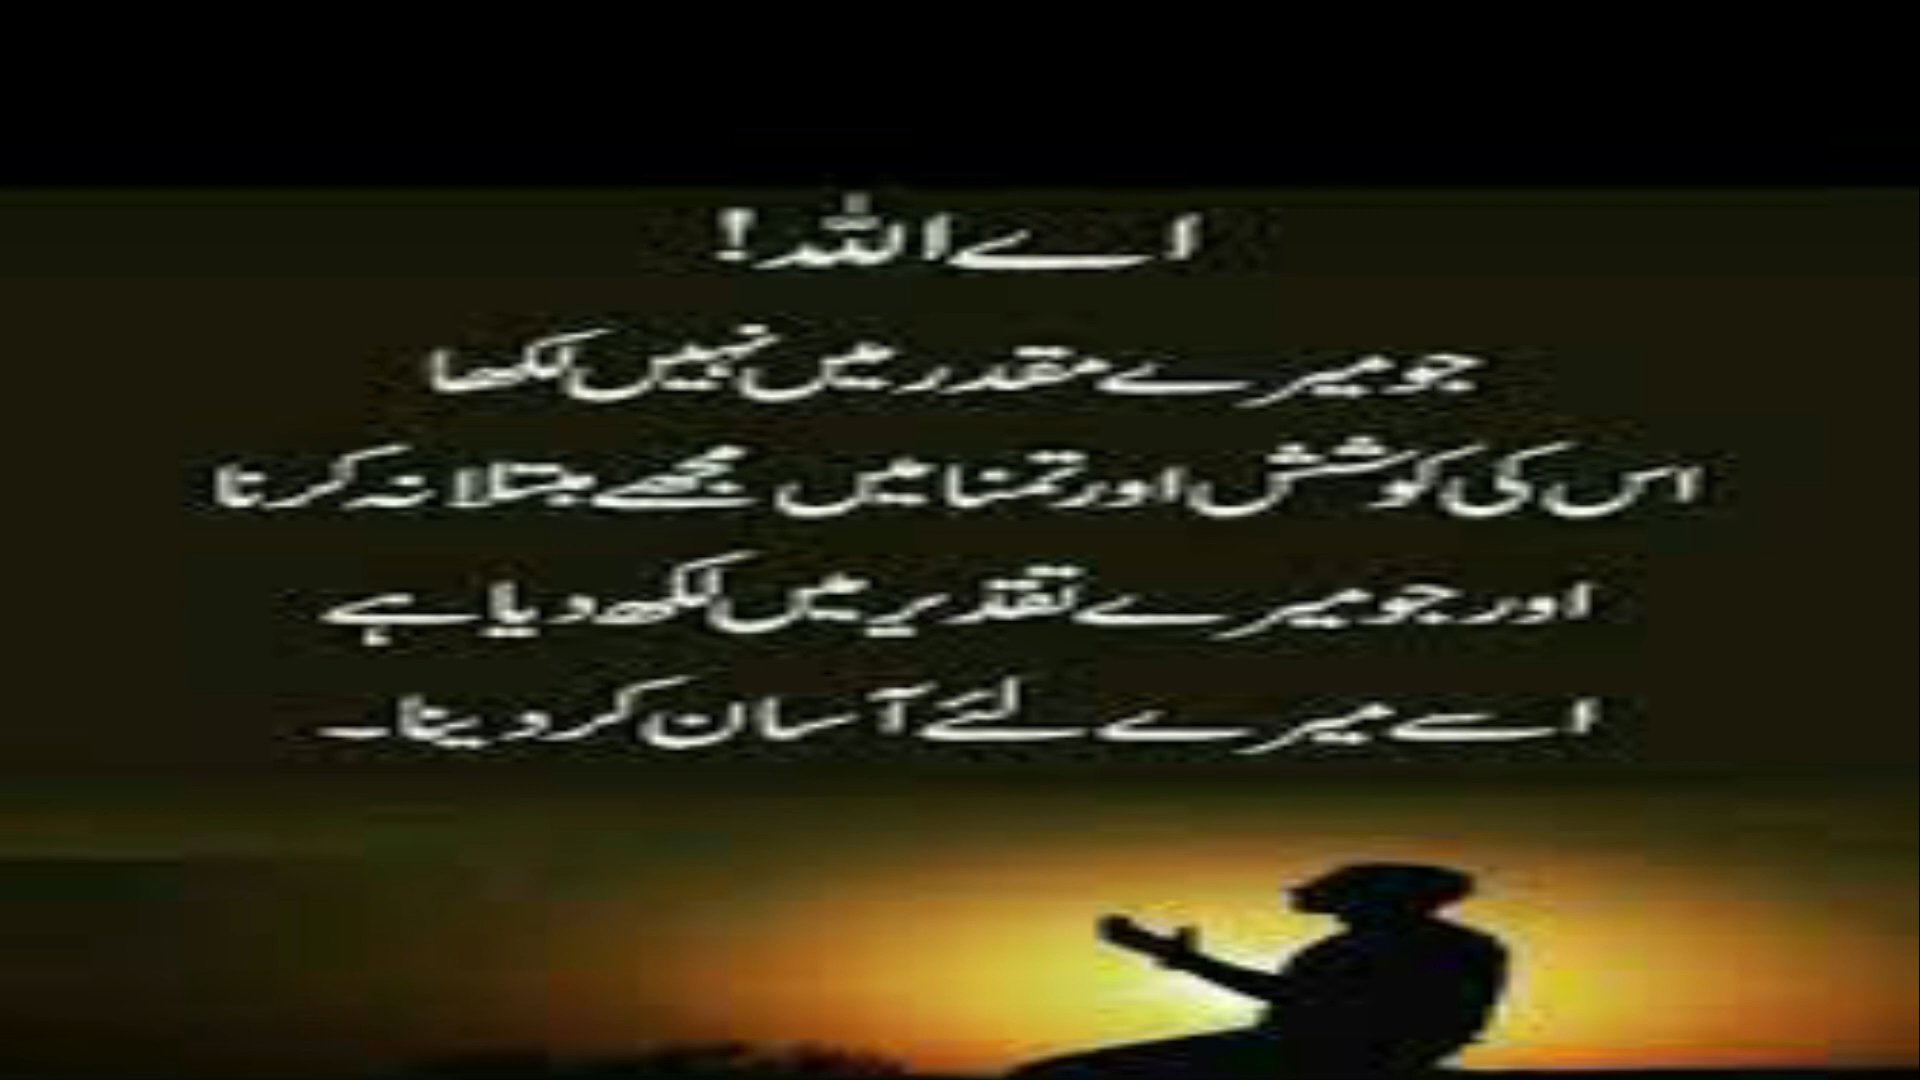 اے اللہ!
جو میرے مقدر میں نہیں لکھا
اس کی کوشش اور تمنا میں مجھے مبتلا نہ کرنا
اور جو میرے تقدیر میں لکھ دیا ہے
اسے میرے لئے آسان کر دینا۔